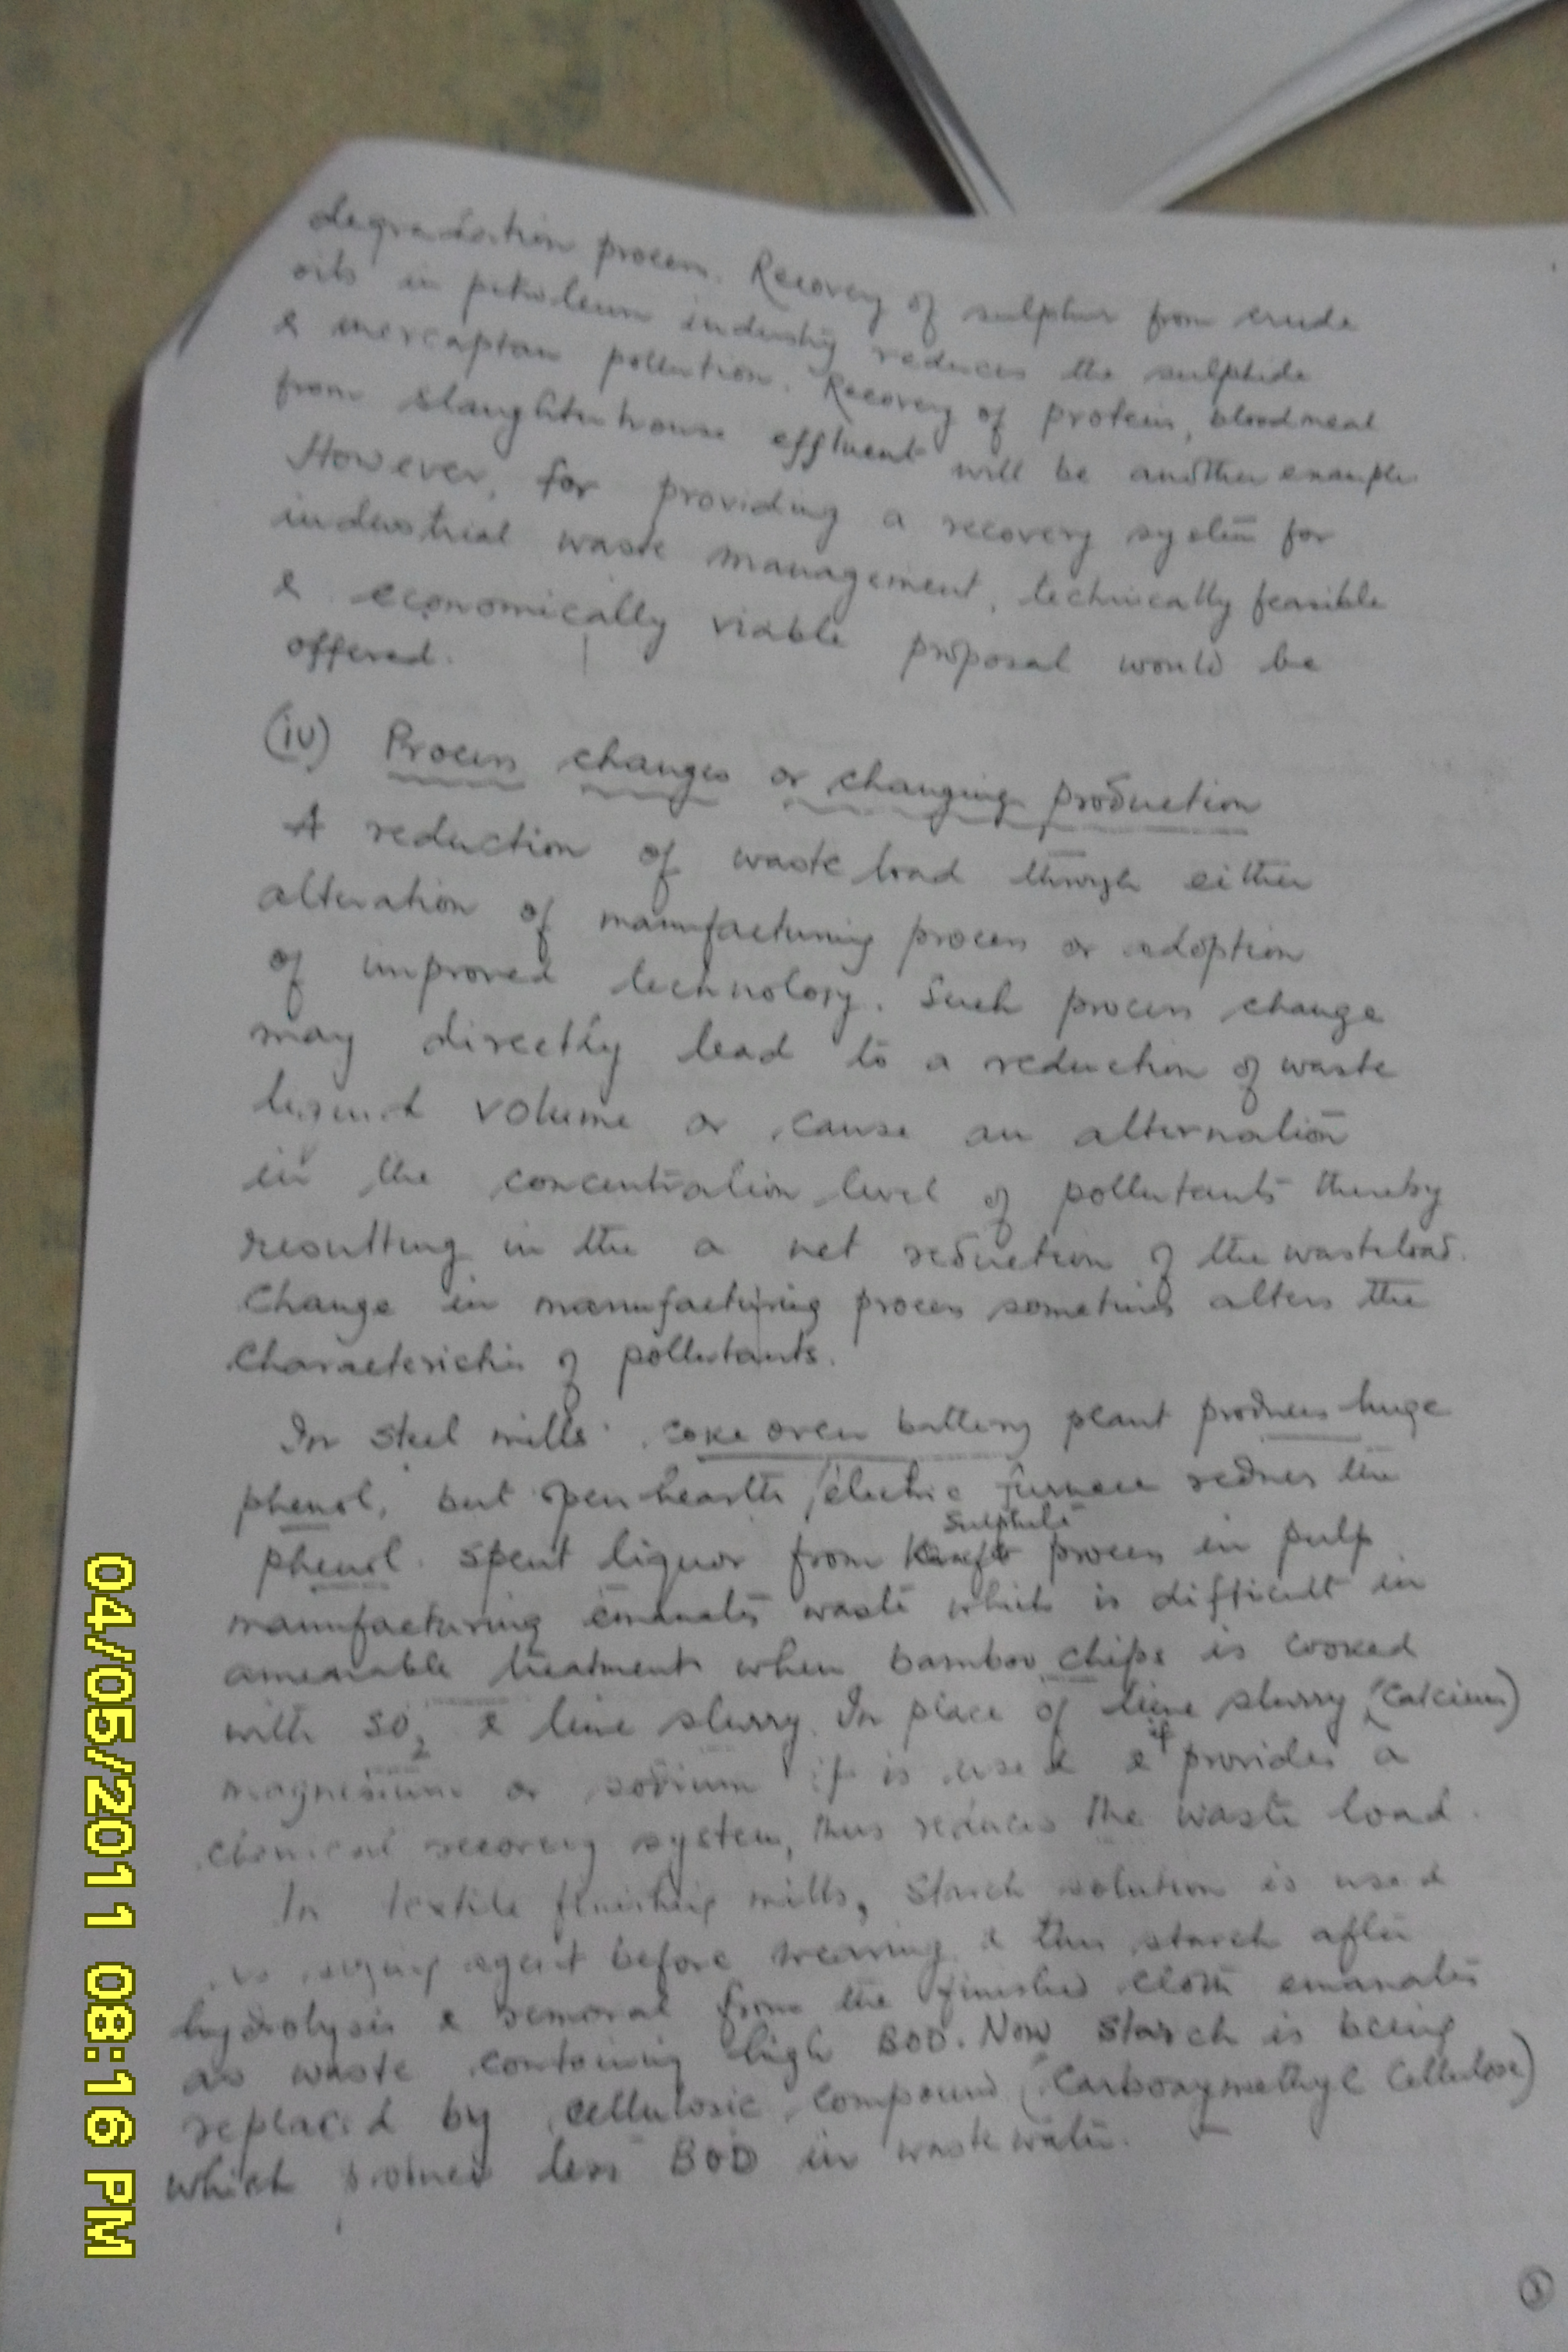 degradation process. Recovery of sulphur from crude
oils in petroleum industry reduces the sulphide
& mercaptan pollution. Recovery of protein, bloodmeal
from slaughterhouse effluent will be another example.
However, for providing a recovery system for
industrial waste management, technically feasible
& economically viable proposal would be
offered.
(iv) Process changes or changing production
A reduction of waste load through either
alteration of manufacturing process or adoption
of improved technology. Such process change
may directly lead to a reduction of waste
liquid volume or cause an alternation
in the concentration level of pollutants thereby
resulting in the a net reduction of the wasteload.
Change in manufacturing process sometimes alters the
Characteristics of pollutants.
In steel mills coke oven battery plant produces huge
phenol, but open hearth/electric furnace reduces the
phenol. Spent liquor from sulphite process in pulp
manufacturing emanates waste which is difficult in
amenable treatment when bamboo chips is cooked
with SO2 & lime slurry. In place of lime slurry (Calcium)
magnesium or sodium if is used & if provides a
chemical recovery system, thus reduces the waste load.
In textile finishing mills, Starch solution is used
as sizing agent before weaving & this starch after
hydrolysis & removal from the finished cloth emanates
as waste containing high BOD. Now Starch is being
replaced by cellulosic compound (Carboxymethyl Cellulose)
which produces less BOD in wastewater.
04/05/2011 08:16 PM